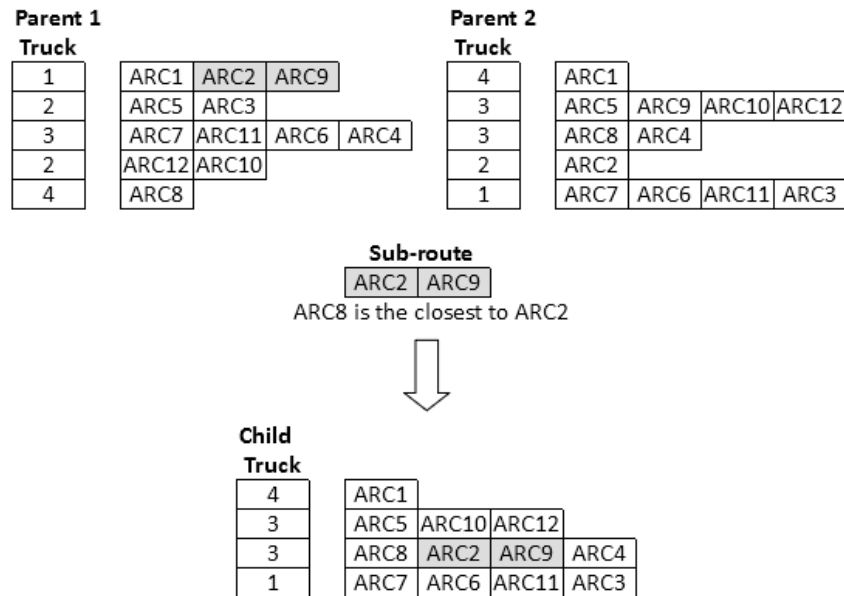 Parent 1 Parent 2
Truck Truck
1 ARC1 ARC2 ARC9 4 ARC1
2 ARC5 ARC3 3 ARC5 ARC9 ARC10 ARC12
3 ARC7 ARC11 ARC6 ARC4 3 ARC8 ARC4
2 ARC12 ARC10 2 ARC2
4 ARC8 1 ARC7 ARC6 ARC11 ARC3
Sub-route
ARC2 ARC9
ARC8 is the closest to ARC2
Child
Truck
4 ARC1
3 ARC5 ARC10 ARC12
3 ARC8 ARC2 ARC9 ARC4
1 ARC7 ARC6 ARC11 ARC3